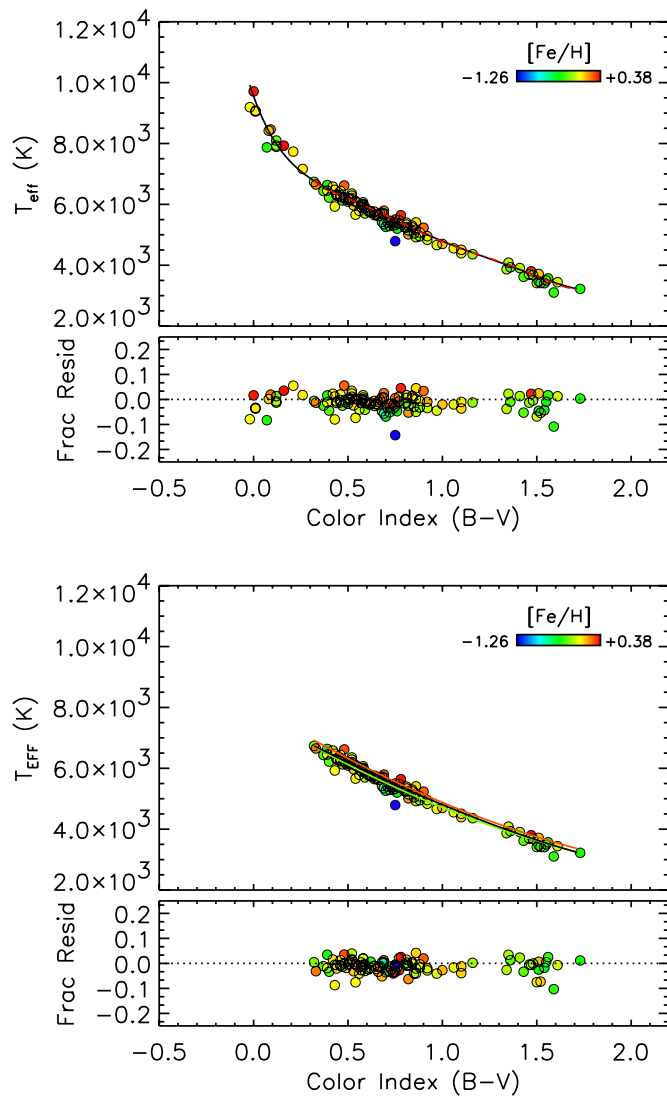 1.2×10⁴
1.0×10⁴
8.0×10³
6.0×10³
4.0×10³
2.0×10³
T_eff (K)
[Fe/H]
−1.26 +0.38
0.2
0.1
0.0
−0.1
−0.2
Frac Resid
−0.5 0.0 0.5 1.0 1.5 2.0
Color Index (B−V)
1.2×10⁴
1.0×10⁴
8.0×10³
6.0×10³
4.0×10³
2.0×10³
T_EFF (K)
[Fe/H]
−1.26 +0.38
0.2
0.1
0.0
−0.1
−0.2
Frac Resid
−0.5 0.0 0.5 1.0 1.5 2.0
Color Index (B−V)